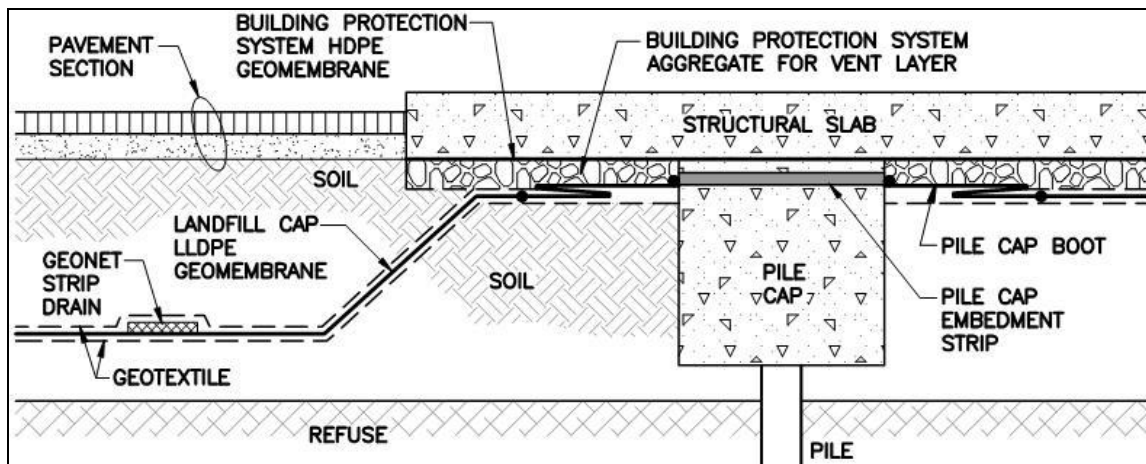 BUILDING PROTECTION
SYSTEM HDPE
GEOMEMBRANE
PAVEMENT
SECTION
BUILDING PROTECTION SYSTEM
AGGREGATE FOR VENT LAYER
STRUCTURAL SLAB
SOIL
LANDFILL CAP
LLDPE
GEOMEMBRANE
GEONET
STRIP
DRAIN
SOIL
PILE
CAP
PILE CAP BOOT
PILE CAP
EMBEDMENT
STRIP
GEOTEXTILE
REFUSE
PILE